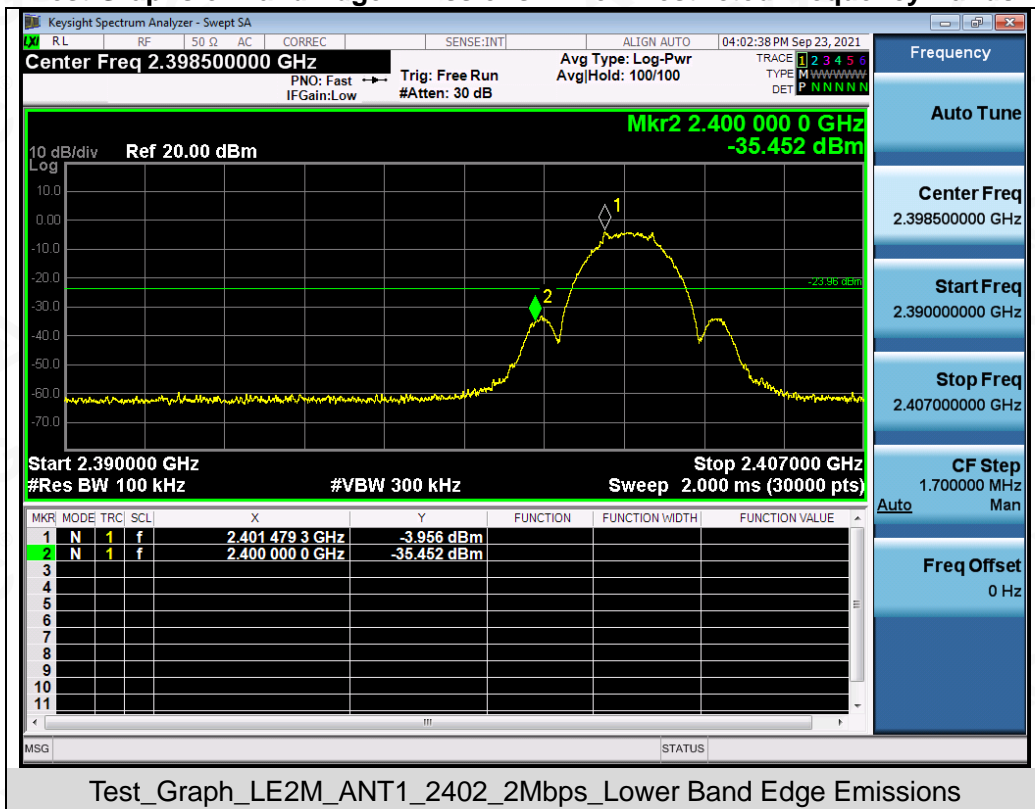 Keysight Spectrum Analyzer - Swept SA
LXI RL RF 50 Ω AC CORREC SENSE:INT ALIGN AUTO 04:02:38 PM Sep 23, 2021
Center Freq 2.398500000 GHz
PNO: Fast
IFGain:Low
Trig: Free Run
#Atten: 30 dB
Avg Type: Log-Pwr
Avg|Hold: 100/100
TRACE 1 2 3 4 5 6
TYPE M WWWWW
DET P N N N N N
Mkr2 2.400 000 0 GHz
-35.452 dBm
10 dB/div Ref 20.00 dBm
Log
10.0
0.00
-10.0
-20.0
-30.0
-40.0
-50.0
-60.0
-70.0
1
2
-23.96 dBm
Start 2.390000 GHz Stop 2.407000 GHz
#Res BW 100 kHz #VBW 300 kHz Sweep 2.000 ms (30000 pts)
MKR MODE TRC SCL X Y FUNCTION FUNCTION WIDTH FUNCTION VALUE
1 N 1 f 2.401 479 3 GHz -3.956 dBm
2 N 1 f 2.400 000 0 GHz -35.452 dBm
3
4
5
6
7
8
9
10
11
MSG STATUS
Frequency
Auto Tune
Center Freq
2.398500000 GHz
Start Freq
2.390000000 GHz
Stop Freq
2.407000000 GHz
CF Step
1.700000 MHz
Auto Man
Freq Offset
0 Hz
Test_Graph_LE2M_ANT1_2402_2Mbps_Lower Band Edge Emissions